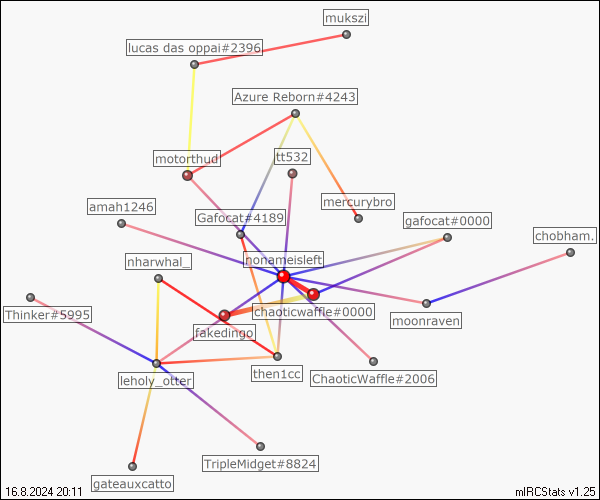 mukszi
lucas das oppai#2396
Azure Reborn#4243
motorthud
tt532
mercurybro
amah1246
Gafocat#4189
gafocat#0000
chobham.
nharwhal_
nonameisleft
Thinker#5995
chaoticwaffle#0000
moonraven
fakedingo
then1cc
leholy_otter
ChaoticWaffle#2006
TripleMidget#8824
gateauxcatto
16.8.2024 20:11
mIRCStats v1.25